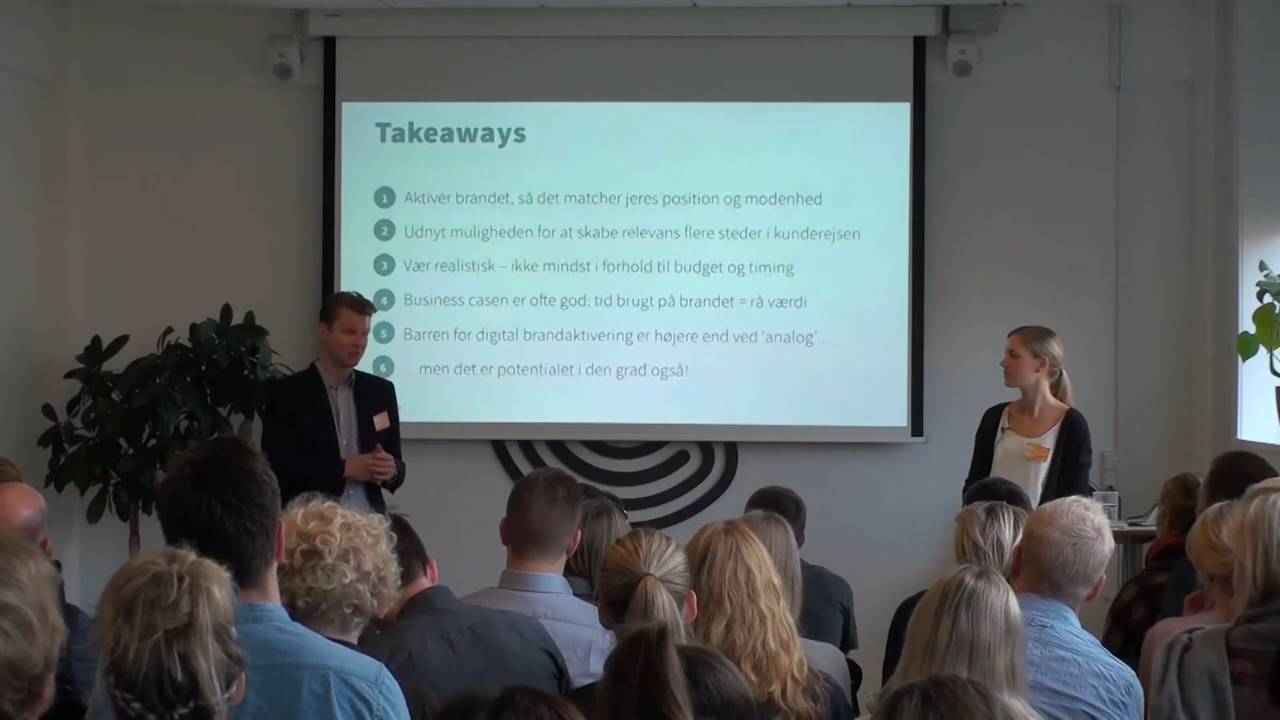 Takeaways
1 Aktivér brandet, så det matcher jeres position og modenhed
2 Udnyt muligheden for at skabe relevans flere steder i kunderejsen
3 Vær realistisk – ikke mindst i forhold til budget og timing
4 Business casen er ofte god: tid brugt på brandet = rå værdi
5 Barren for digital brandaktivering er højere end ved 'analog' ...
6 ... men det er potentialet i den grad også!